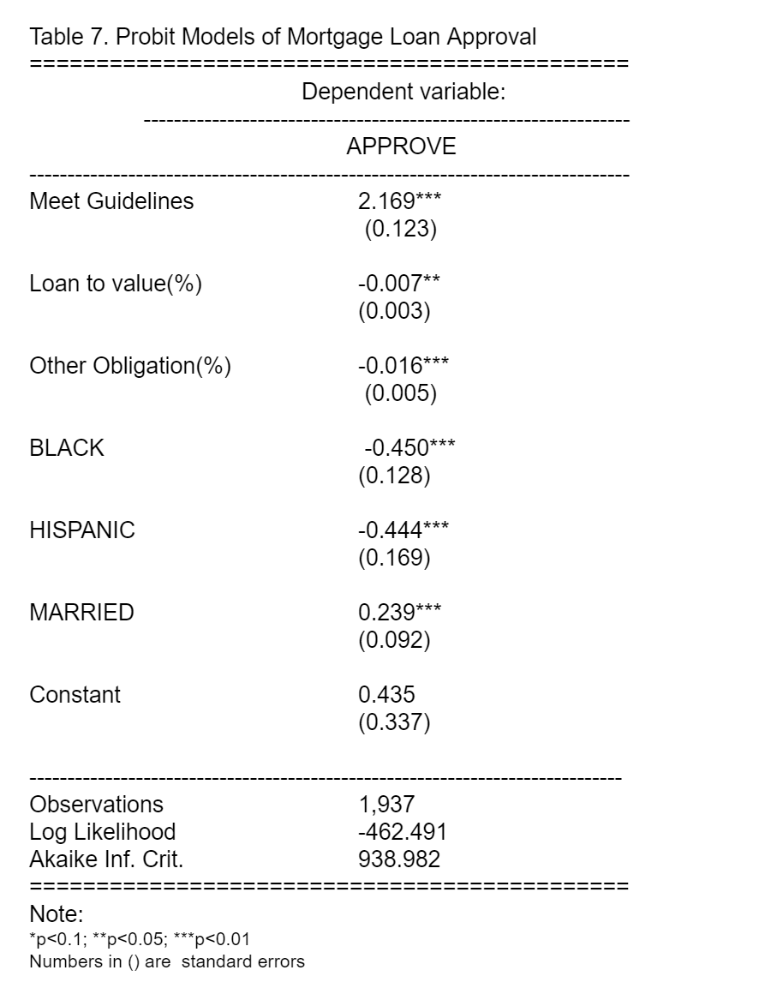 Table 7. Probit Models of Mortgage Loan Approval
=============================================
Dependent variable:
----------------------------------------------------------------
APPROVE
-------------------------------------------------------------------------------
Meet Guidelines 2.169***
(0.123)
Loan to value(%) -0.007**
(0.003)
Other Obligation(%) -0.016***
(0.005)
BLACK -0.450***
(0.128)
HISPANIC -0.444***
(0.169)
MARRIED 0.239***
(0.092)
Constant 0.435
(0.337)
------------------------------------------------------------------------------
Observations 1,937
Log Likelihood -462.491
Akaike Inf. Crit. 938.982
=============================================
Note:
*p<0.1; **p<0.05; ***p<0.01
Numbers in () are  standard errors